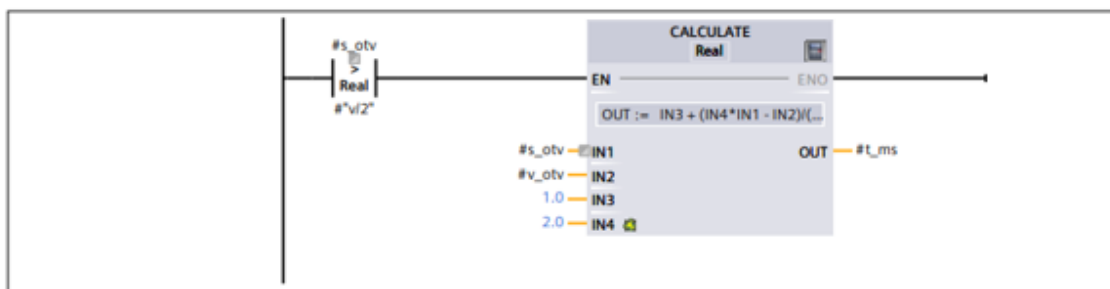 #s_otv
>
Real
#"v/2"
CALCULATE
Real
EN
ENO
OUT := IN3 + (IN4*IN1 - IN2)/(...
#s_otv
IN1
OUT
#t_ms
#v_otv
IN2
1.0
IN3
2.0
IN4